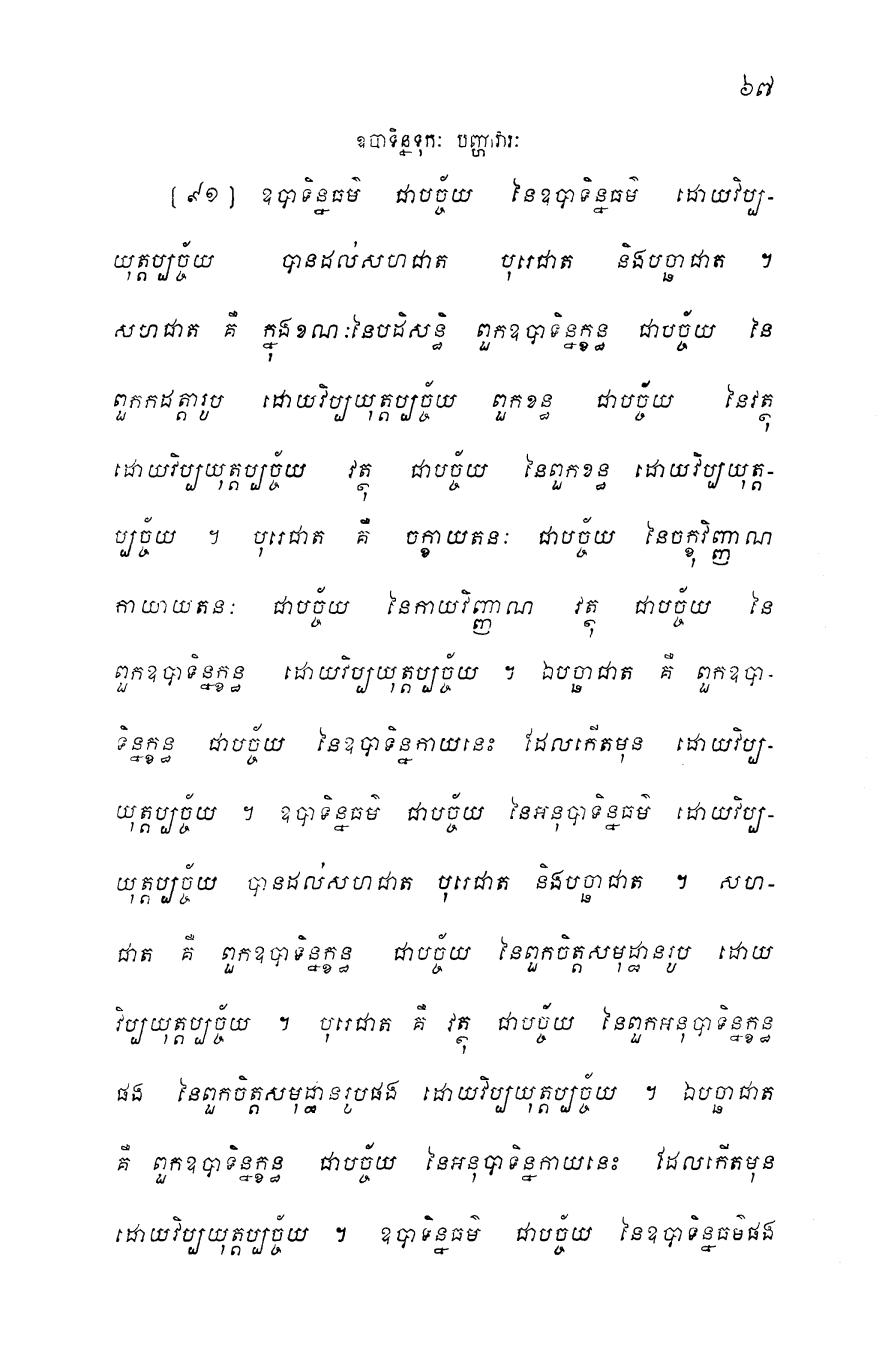 ៦៧
ឧបាទិន្នទុកៈ បញ្ហាវារៈ
[ ៩១ ] ឧបាទិន្នធម៌ ជាបច្ច័យ នៃឧបាទិន្នធម៌ ដោយវិប្ប-
យុត្តប្បច្ច័យ បានដល់សហជាត បុរេជាត និងបច្ឆាជាត ។
សហជាត គឺ ក្នុងខណៈនៃបដិសន្ធិ ពួកឧបាទិន្នក្ខន្ធ ជាបច្ច័យ នៃ
ពួកកដត្តារូប ដោយវិប្បយុត្តប្បច្ច័យ ពួកខន្ធ ជាបច្ច័យ នៃវត្ថុ
ដោយវិប្បយុត្តប្បច្ច័យ វត្ថុ ជាបច្ច័យ នៃពួកខន្ធ ដោយវិប្បយុត្ត-
ប្បច្ច័យ ។ បុរេជាត គឺ ចក្ខាយតនៈ ជាបច្ច័យ នៃចក្ខុវិញ្ញាណ
កាយាយតនៈ ជាបច្ច័យ នៃកាយវិញ្ញាណ វត្ថុ ជាបច្ច័យ នៃ
ពួកឧបាទិន្នក្ខន្ធ ដោយវិប្បយុត្តប្បច្ច័យ ។ ឯបច្ឆាជាត គឺ ពួកឧបា-
ទិន្នក្ខន្ធ ជាបច្ច័យ នៃឧបាទិន្នកាយនេះ ដែលកើតមុន ដោយវិប្ប-
យុត្តប្បច្ច័យ ។ ឧបាទិន្នធម៌ ជាបច្ច័យ នៃអនុបាទិន្នធម៌ ដោយវិប្ប-
យុត្តប្បច្ច័យ បានដល់សហជាត បុរេជាត និងបច្ឆាជាត ។ សហ-
ជាត គឺ ពួកឧបាទិន្នក្ខន្ធ ជាបច្ច័យ នៃពួកចិត្តសមុដ្ឋានរូប ដោយ
វិប្បយុត្តប្បច្ច័យ ។ បុរេជាត គឺ វត្ថុ ជាបច្ច័យ នៃពួកអនុបាទិន្នក្ខន្ធ
ផង នៃពួកចិត្តសមុដ្ឋានរូបផង ដោយវិប្បយុត្តប្បច្ច័យ ។ ឯបច្ឆាជាត
គឺ ពួកឧបាទិន្នក្ខន្ធ ជាបច្ច័យ នៃអនុបាទិន្នកាយនេះ ដែលកើតមុន
ដោយវិប្បយុត្តប្បច្ច័យ ។ ឧបាទិន្នធម៌ ជាបច្ច័យ នៃឧបាទិន្នធម៌ផង